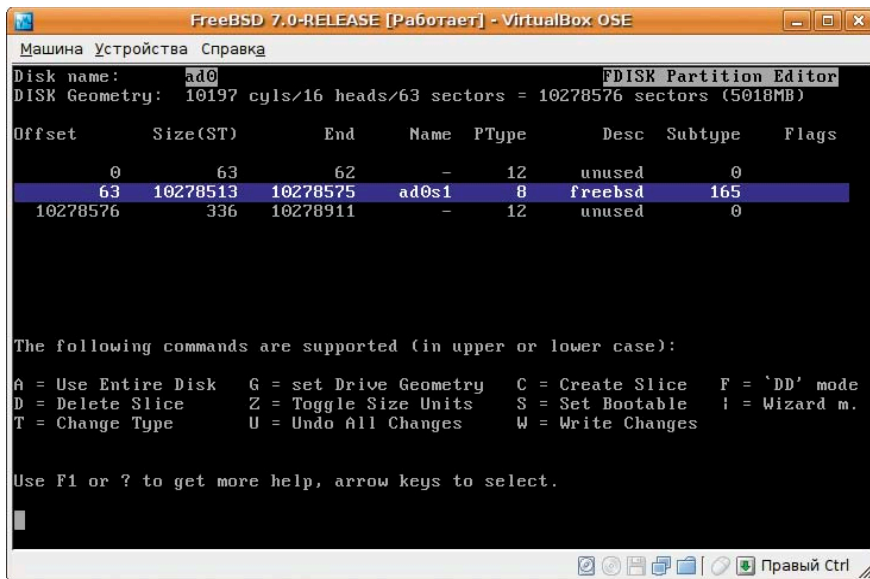 FreeBSD 7.0-RELEASE [Работает] - VirtualBox OSE
Машина Устройства Справка
Disk name: ad0 FDISK Partition Editor
DISK Geometry: 10197 cyls/16 heads/63 sectors = 10278576 sectors (5018MB)
Offset Size(ST) End Name PType Desc Subtype Flags
0 63 62 - 12 unused 0
63 10278513 10278575 ad0s1 8 freebsd 165
10278576 336 10278911 - 12 unused 0
The following commands are supported (in upper or lower case):
A = Use Entire Disk G = set Drive Geometry C = Create Slice F = `DD' mode
D = Delete Slice Z = Toggle Size Units S = Set Bootable | = Wizard m.
T = Change Type U = Undo All Changes W = Write Changes
Use F1 or ? to get more help, arrow keys to select.
Правый Ctrl